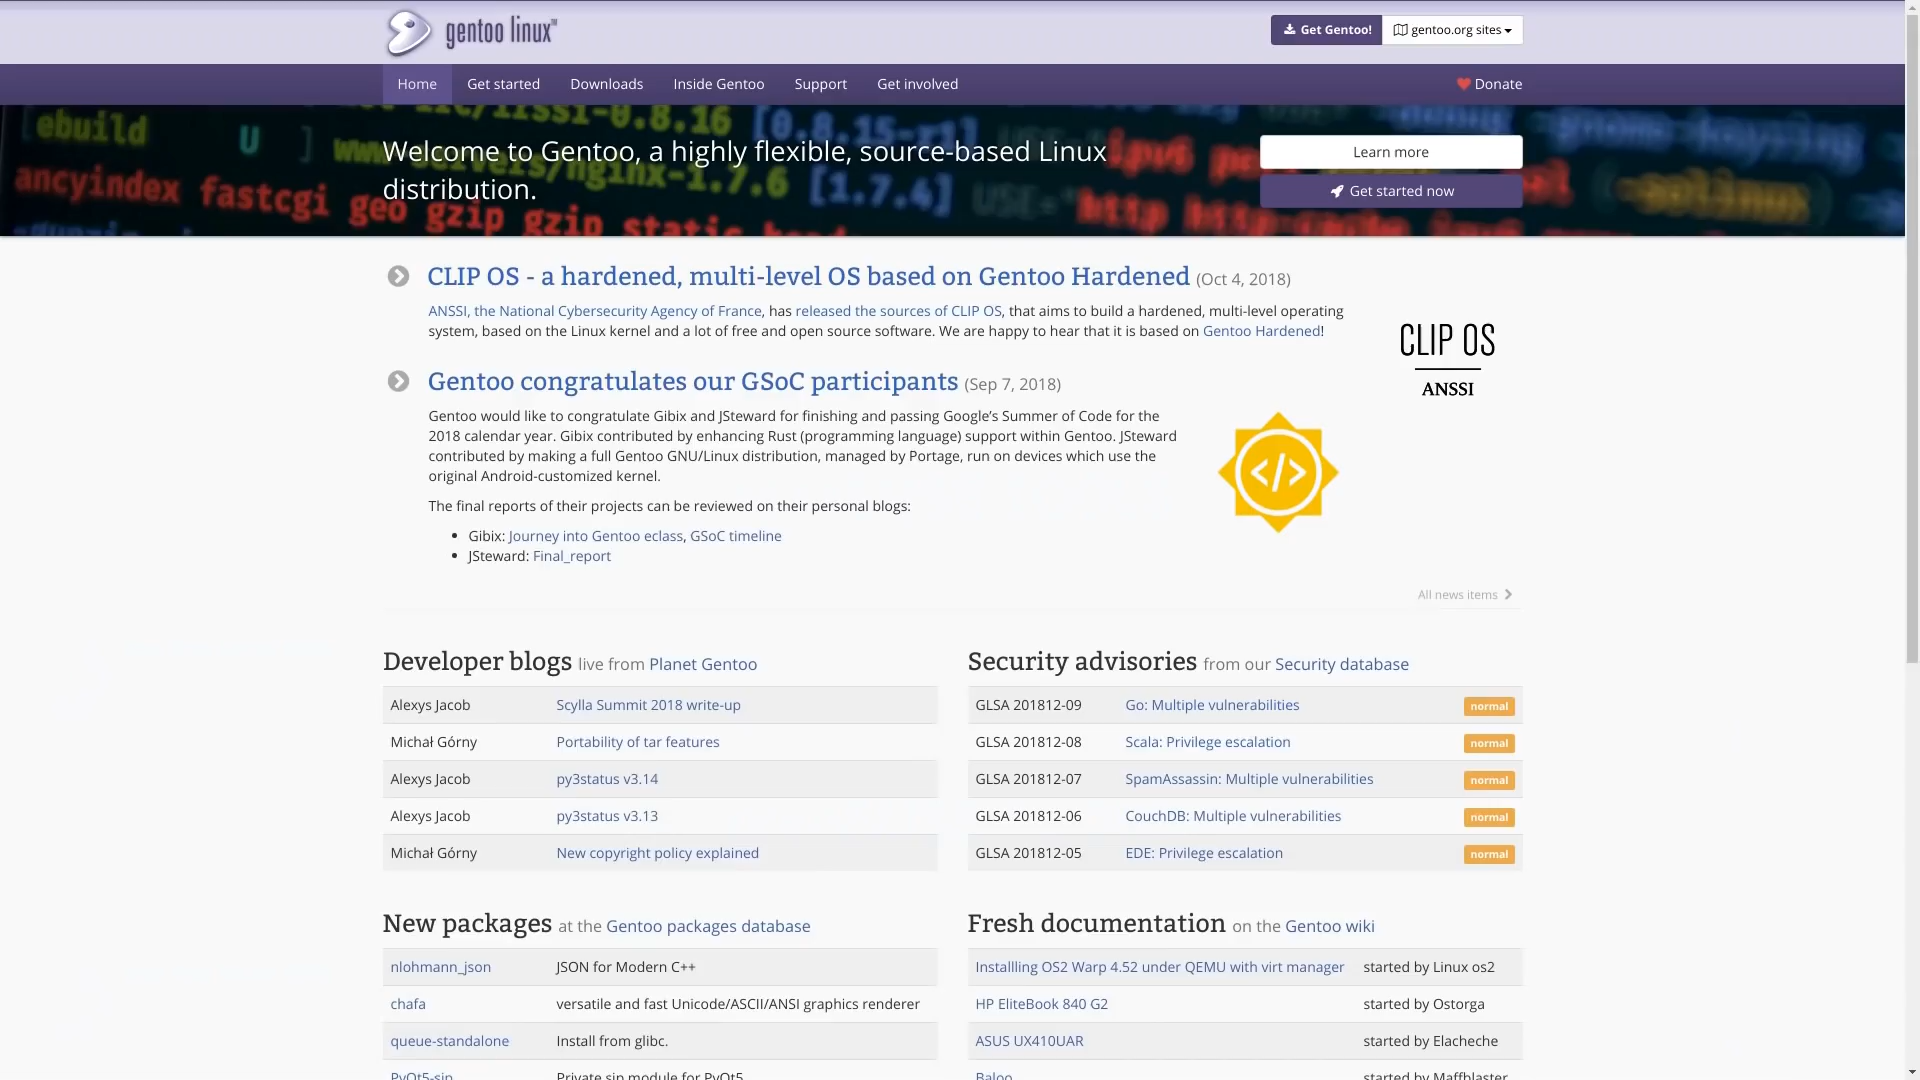 gentoo linux™
Get Gentoo!
gentoo.org sites
Home
Get started
Downloads
Inside Gentoo
Support
Get involved
Donate
Welcome to Gentoo, a highly flexible, source-based Linux
distribution.
Learn more
Get started now
CLIP OS - a hardened, multi-level OS based on Gentoo Hardened (Oct 4, 2018)
ANSSI, the National Cybersecurity Agency of France, has released the sources of CLIP OS, that aims to build a hardened, multi-level operating
system, based on the Linux kernel and a lot of free and open source software. We are happy to hear that it is based on Gentoo Hardened!
CLIP OS
ANSSI
Gentoo congratulates our GSoC participants (Sep 7, 2018)
Gentoo would like to congratulate Gibix and JSteward for finishing and passing Google’s Summer of Code for the
2018 calendar year. Gibix contributed by enhancing Rust (programming language) support within Gentoo. JSteward
contributed by making a full Gentoo GNU/Linux distribution, managed by Portage, run on devices which use the
original Android-customized kernel.
</>
The final reports of their projects can be reviewed on their personal blogs:
Gibix: Journey into Gentoo eclass, GSoC timeline
JSteward: Final_report
All news items
Developer blogs live from Planet Gentoo
Alexys Jacob Scylla Summit 2018 write-up
Michał Górny Portability of tar features
Alexys Jacob py3status v3.14
Alexys Jacob py3status v3.13
Michał Górny New copyright policy explained
Security advisories from our Security database
GLSA 201812-09 Go: Multiple vulnerabilities normal
GLSA 201812-08 Scala: Privilege escalation normal
GLSA 201812-07 SpamAssassin: Multiple vulnerabilities normal
GLSA 201812-06 CouchDB: Multiple vulnerabilities normal
GLSA 201812-05 EDE: Privilege escalation normal
New packages at the Gentoo packages database
nlohmann_json JSON for Modern C++
chafa versatile and fast Unicode/ASCII/ANSI graphics renderer
queue-standalone Install from glibc.
PyQt5-sip Private sip module for PyQt5
Fresh documentation on the Gentoo wiki
Installling OS2 Warp 4.52 under QEMU with virt manager started by Linux os2
HP EliteBook 840 G2 started by Ostorga
ASUS UX410UAR started by Elacheche
Baloo started by Maffblaster